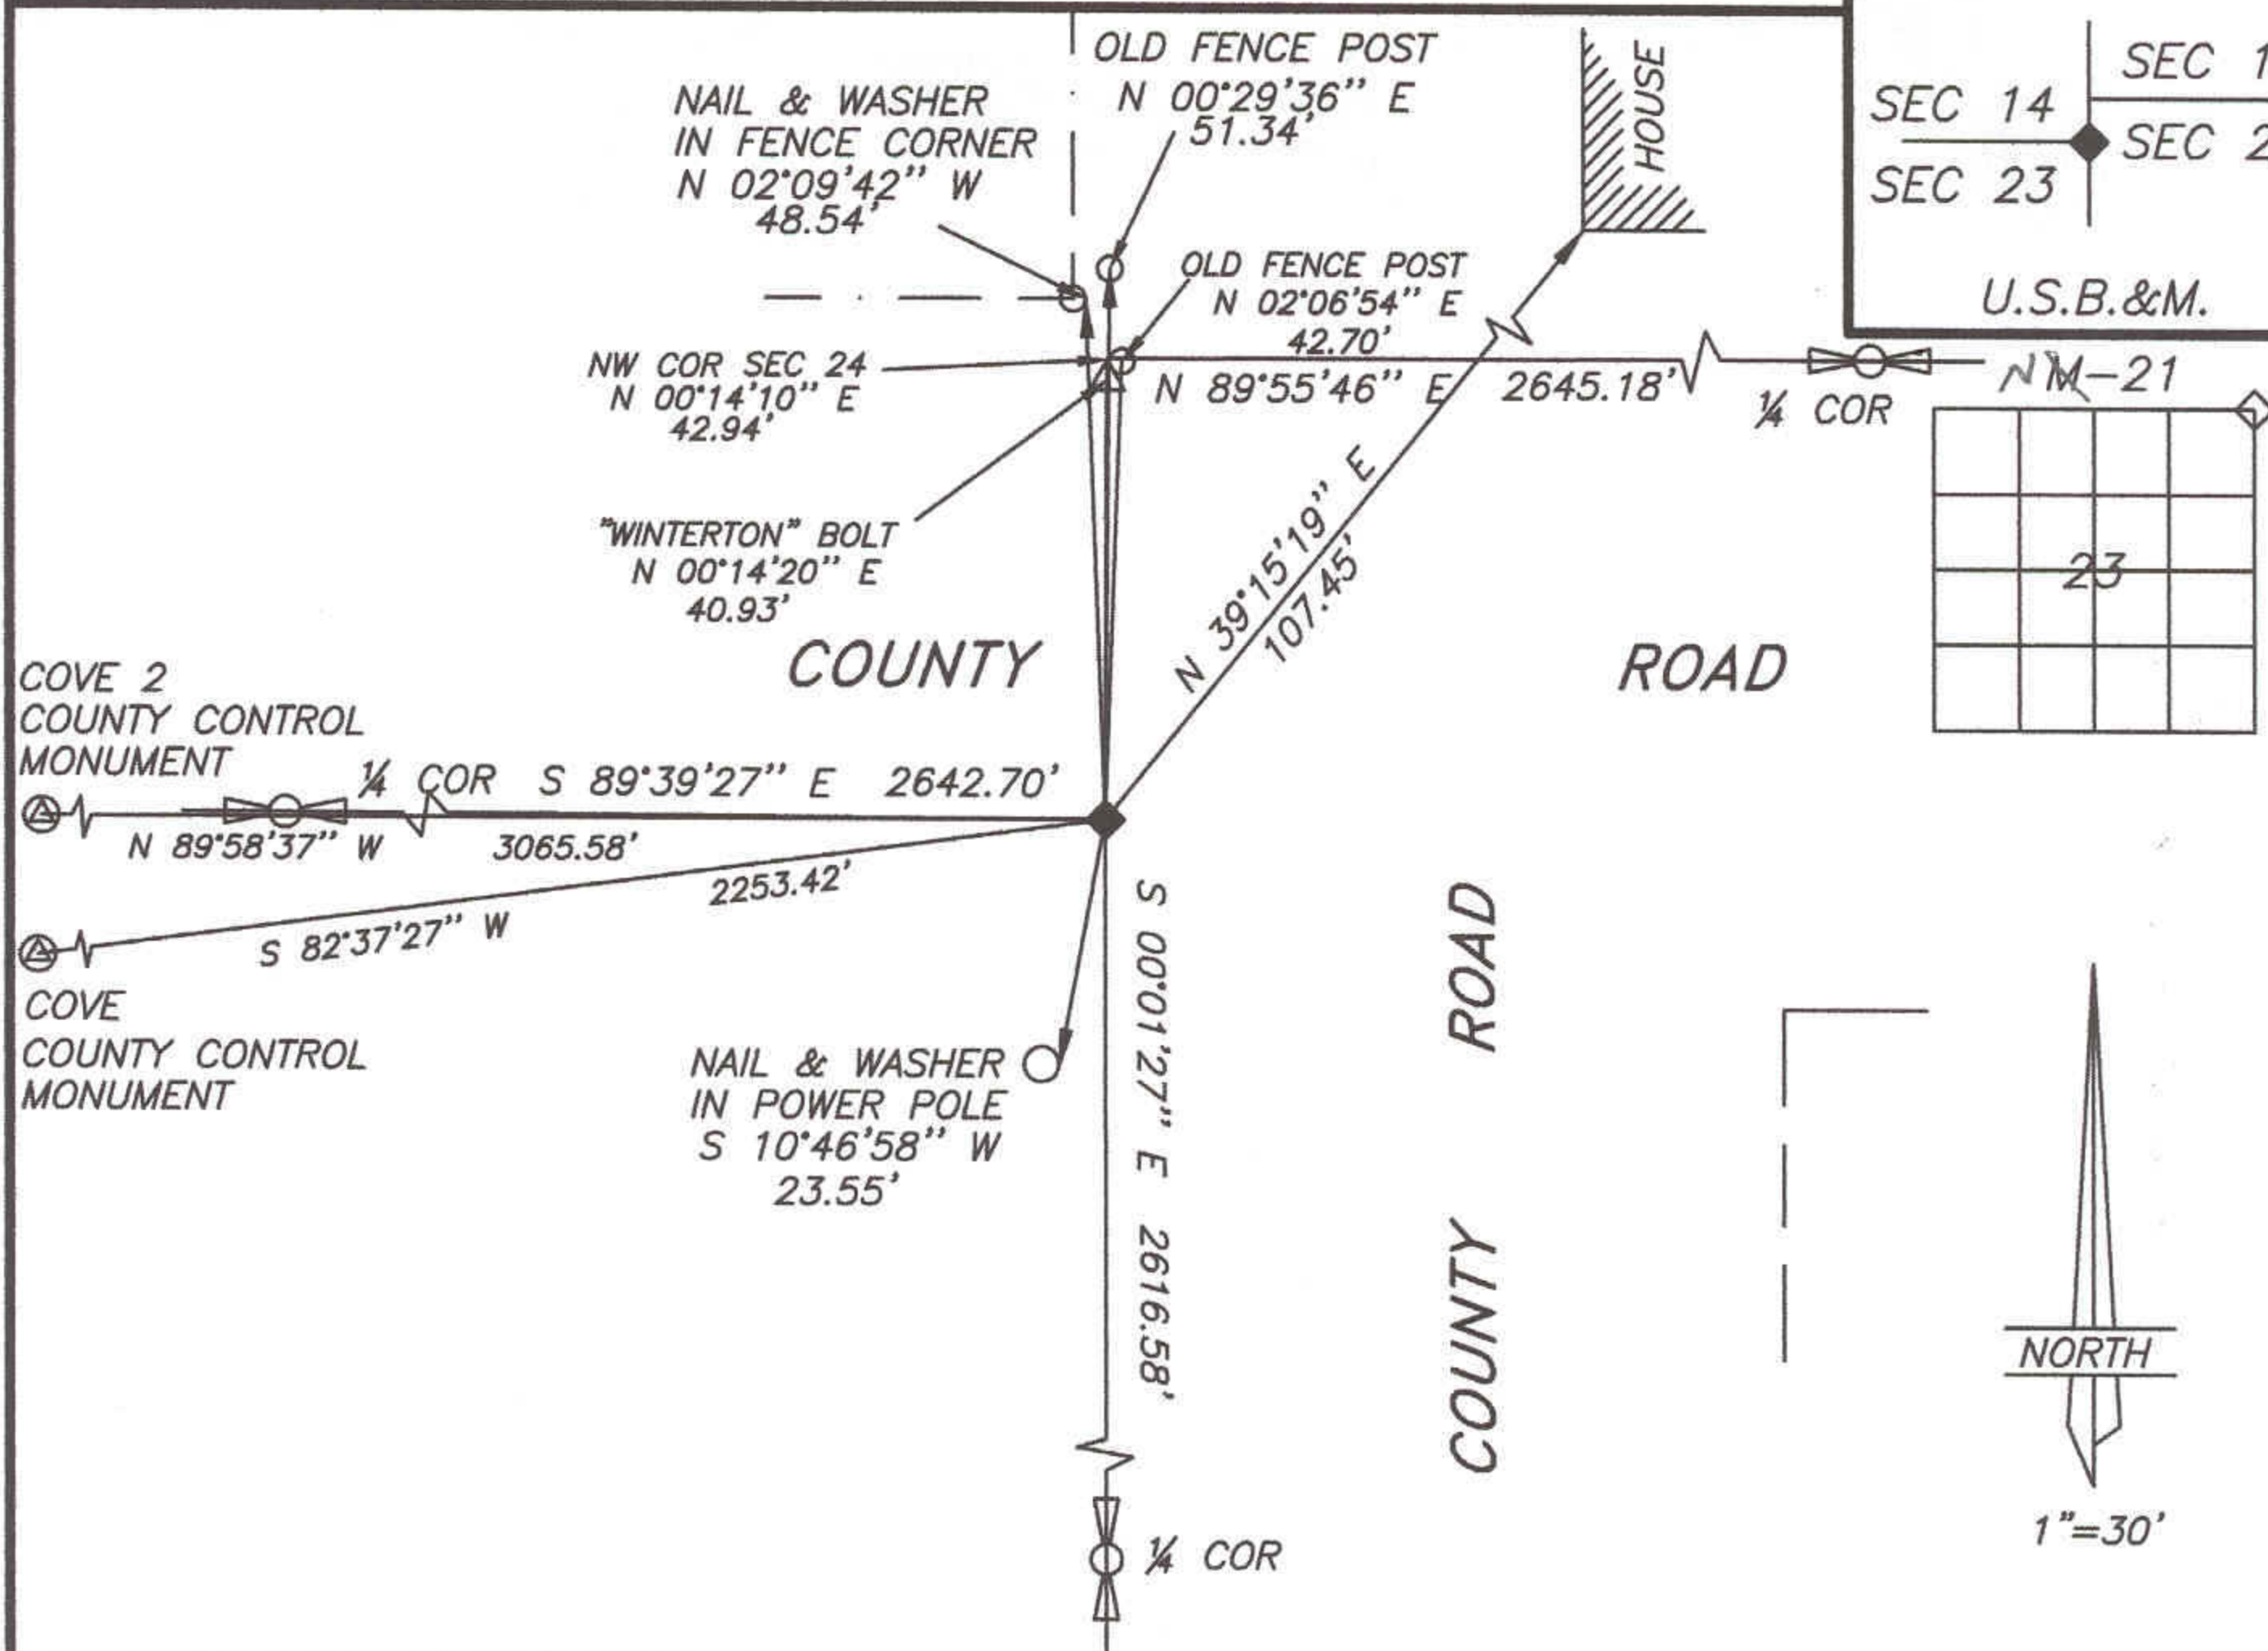 OLD FENCE POST
N 00°29'36" E
51.34'
NAIL & WASHER
IN FENCE CORNER
N 02°09'42" W
48.54'
HOUSE
SEC 14
SEC 23
SEC 1
SEC 2
U.S.B.&M.
OLD FENCE POST
N 02°06'54" E
42.70'
NW COR SEC 24
N 00°14'10" E
42.94'
N 89°55'46" E 2645.18'
1/4 COR
-21
23
"WINTERTON" BOLT
N 00°14'20" E
40.93'
N 39°15'19" E
107.45'
COUNTY ROAD
COVE 2
COUNTY CONTROL
MONUMENT
1/4 COR S 89°39'27" E 2642.70'
N 89°58'37" W 3065.58'
S 82°37'27" W 2253.42'
COVE
COUNTY CONTROL
MONUMENT
NAIL & WASHER
IN POWER POLE
S 10°46'58" W
23.55'
S 00°01'27" E 2616.58'
COUNTY ROAD
1/4 COR
NORTH
1"=30'